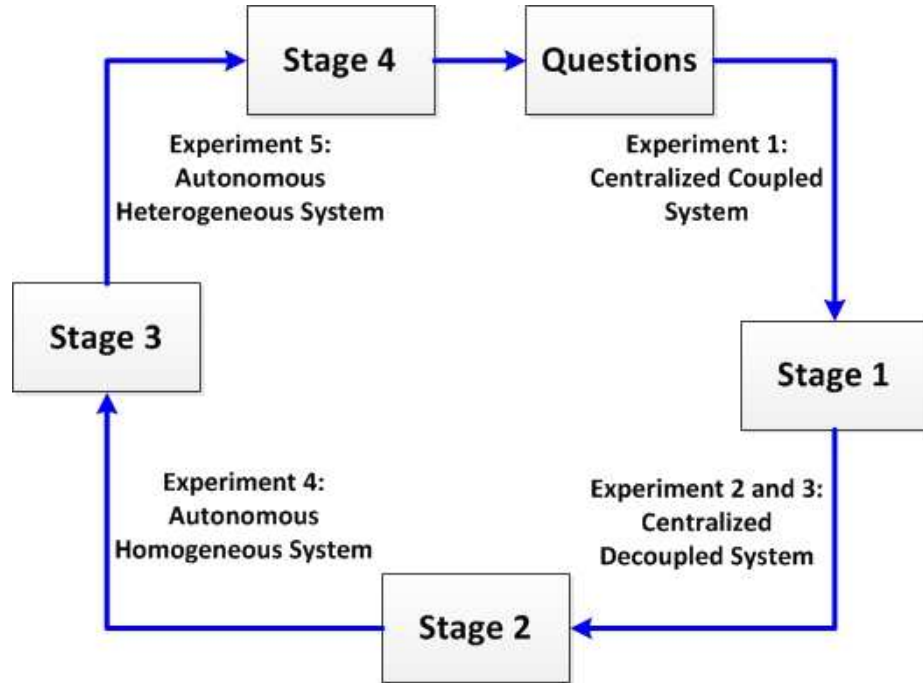 Stage 4
Questions
Experiment 5:
Autonomous
Heterogeneous System
Experiment 1:
Centralized Coupled
System
Stage 3
Stage 1
Experiment 4:
Autonomous
Homogeneous System
Experiment 2 and 3:
Centralized
Decoupled System
Stage 2